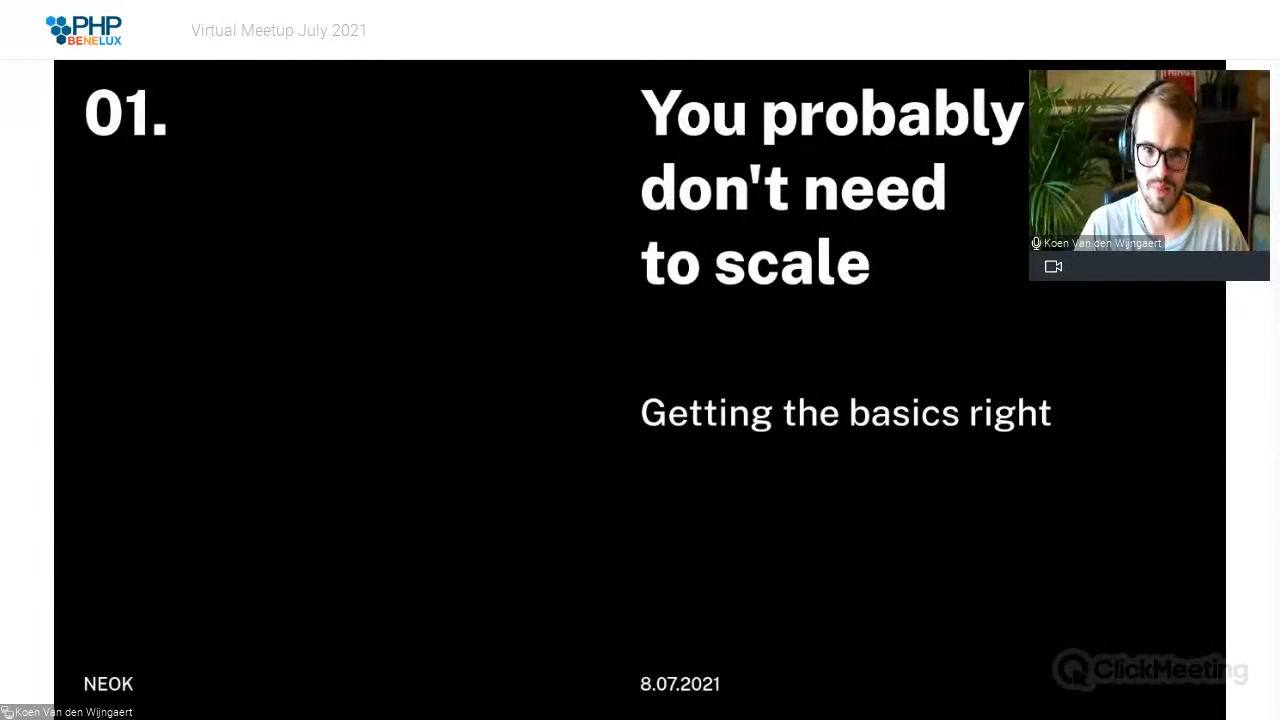 PHP
BENELUX
Virtual Meetup July 2021
01.
You probably
don't need
to scale
THINGS
Koen Van den Wijngaert
Getting the basics right
NEOK
8.07.2021
ClickMeeting
Koen Van den Wijngaert